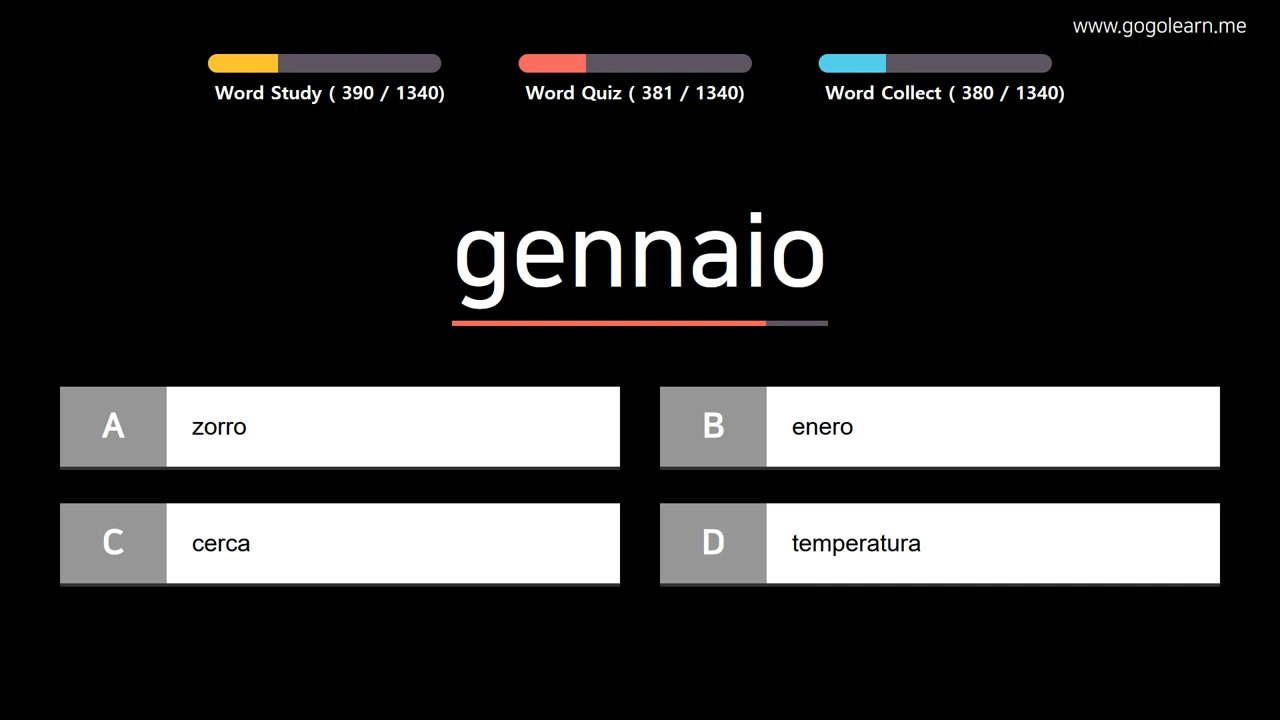 www.gogolearn.me
Word Study ( 390 / 1340)
Word Quiz ( 381 / 1340)
Word Collect ( 380 / 1340)
gennaio
A zorro
B enero
C cerca
D temperatura